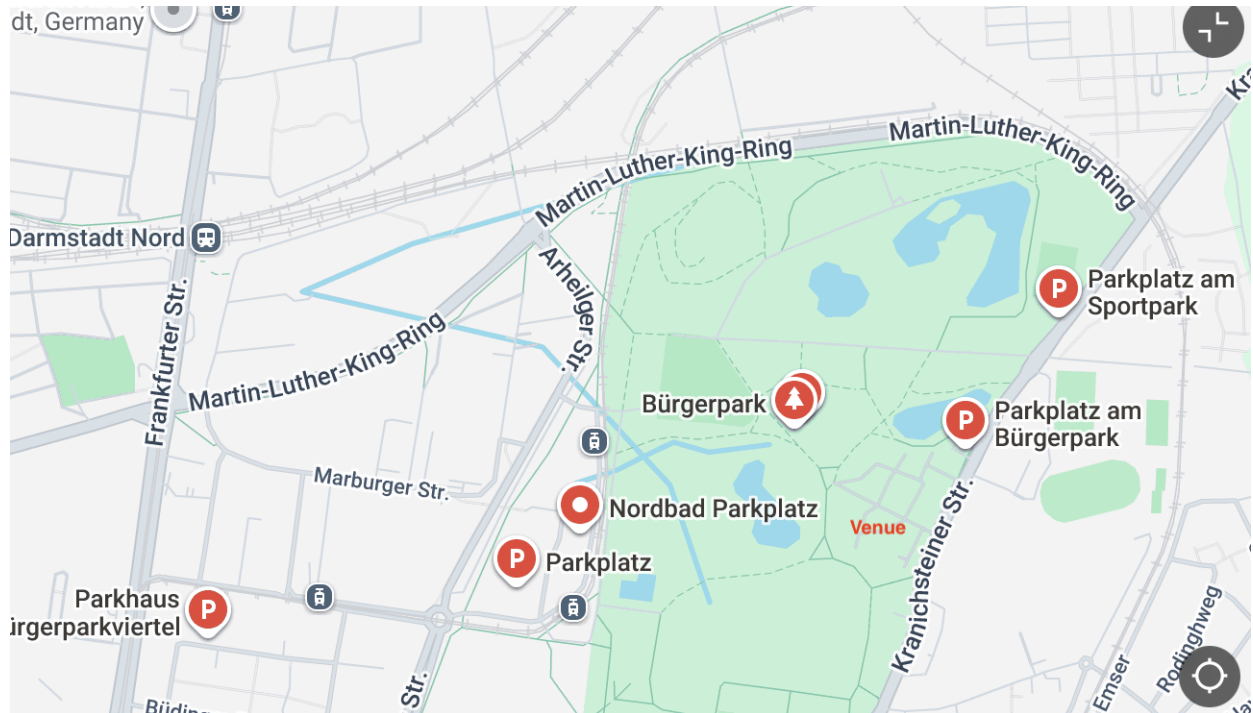 dt, Germany
Martin-Luther-King-Ring
Martin-Luther-King-Ring
Darmstadt Nord
Arheilger Str.
Frankfurter Str.
Martin-Luther-King-Ring
Parkplatz am
Sportpark
Bürgerpark
Parkplatz am
Bürgerpark
Marburger Str.
Nordbad Parkplatz
Venue
Kranichsteiner Str.
Parkplatz
Parkhaus
ürgerparkviertel
Rodinghweg
Emser
Str.
Büding
P
P
P
P